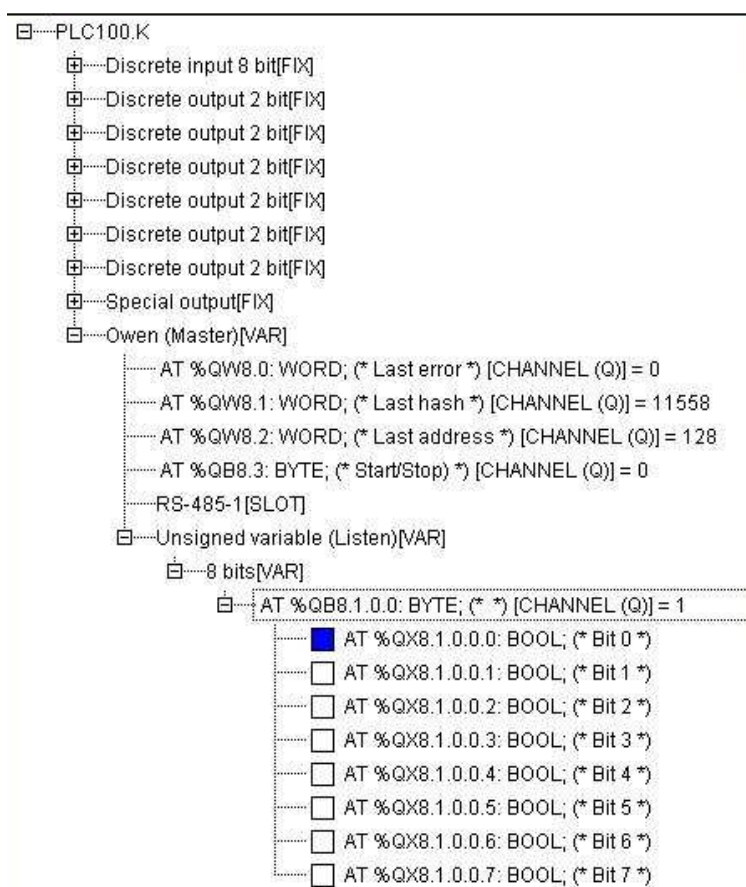 PLC100.K
Discrete input 8 bit[FIX]
Discrete output 2 bit[FIX]
Discrete output 2 bit[FIX]
Discrete output 2 bit[FIX]
Discrete output 2 bit[FIX]
Discrete output 2 bit[FIX]
Discrete output 2 bit[FIX]
Special output[FIX]
Owen (Master)[VAR]
AT %QW8.0: WORD; (* Last error *) [CHANNEL (Q)] = 0
AT %QW8.1: WORD; (* Last hash *) [CHANNEL (Q)] = 11558
AT %QW8.2: WORD; (* Last address *) [CHANNEL (Q)] = 128
AT %QB8.3: BYTE; (* Start/Stop) *) [CHANNEL (Q)] = 0
RS-485-1[SLOT]
Unsigned variable (Listen)[VAR]
8 bits[VAR]
AT %QB8.1.0.0: BYTE; (* *) [CHANNEL (Q)] = 1
AT %QX8.1.0.0.0: BOOL; (* Bit 0 *)
AT %QX8.1.0.0.1: BOOL; (* Bit 1 *)
AT %QX8.1.0.0.2: BOOL; (* Bit 2 *)
AT %QX8.1.0.0.3: BOOL; (* Bit 3 *)
AT %QX8.1.0.0.4: BOOL; (* Bit 4 *)
AT %QX8.1.0.0.5: BOOL; (* Bit 5 *)
AT %QX8.1.0.0.6: BOOL; (* Bit 6 *)
AT %QX8.1.0.0.7: BOOL; (* Bit 7 *)